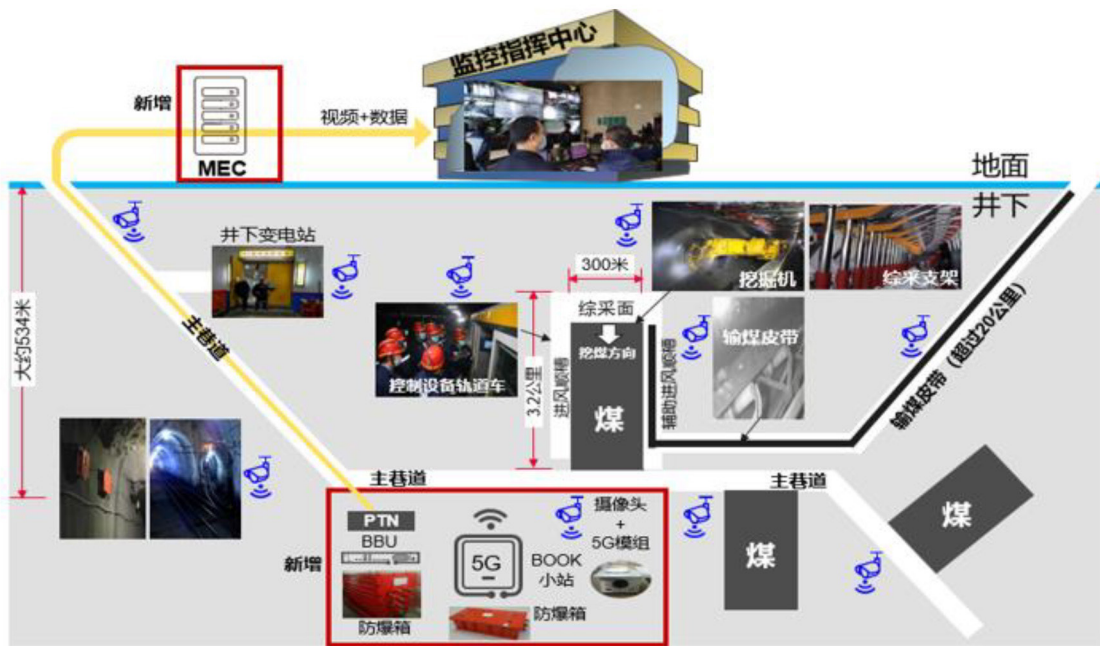 监控指挥中心
新增
MEC
视频+数据
地面
井下
井下变电站
300米
挖掘机
综采支架
综采面
挖煤方向
输煤皮带
控制设备轨道车
大约534米
主巷道
3.2公里
进风顺槽
煤
辅助进风顺槽
输煤皮带（超过20公里）
主巷道
主巷道
煤
煤
新增
PTN
BBU
防爆箱
5G
BOOK
小站
防爆箱
摄像头
+
5G模组